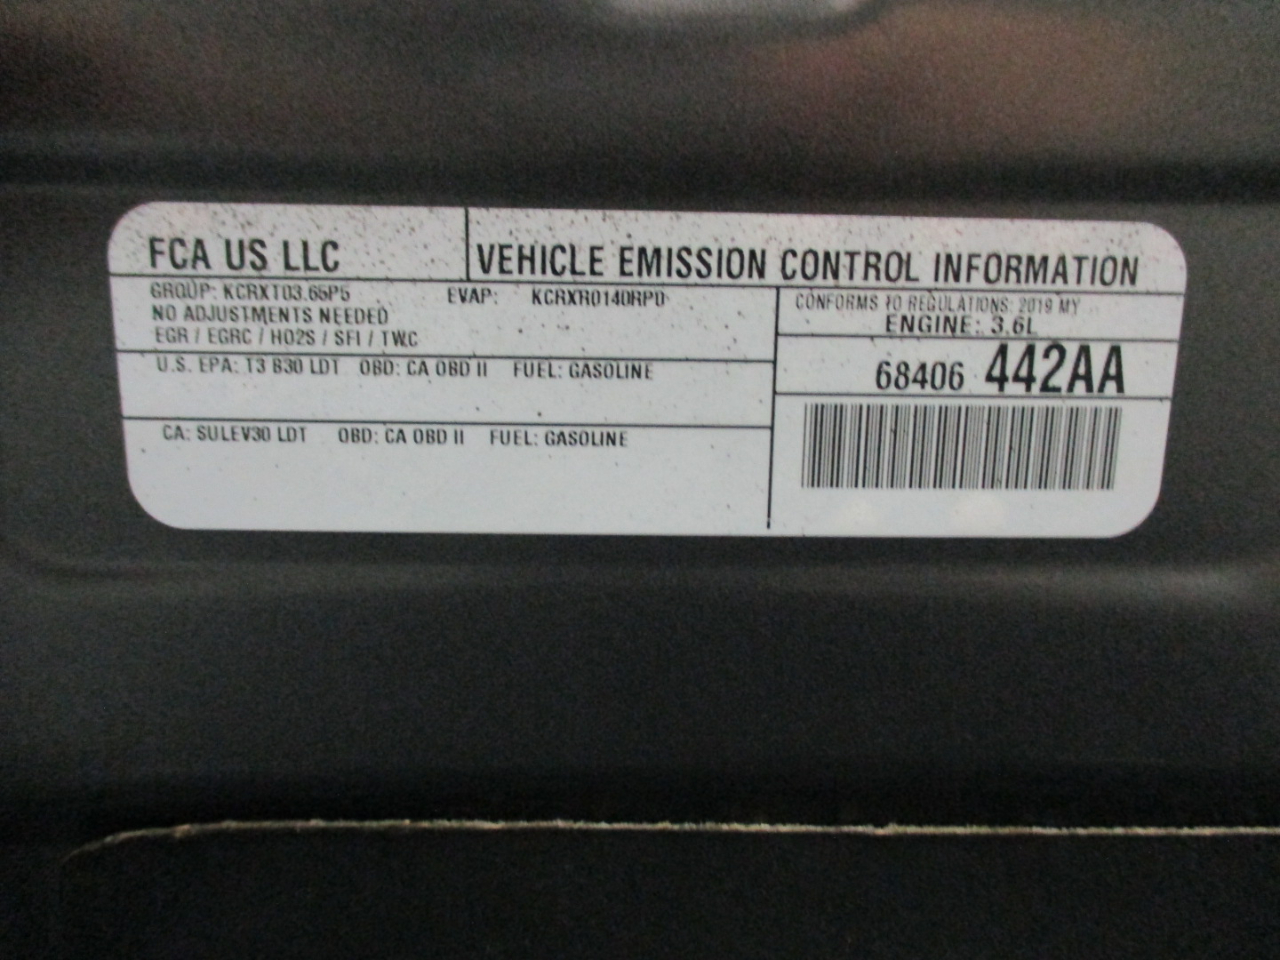 FCA US LLC
VEHICLE EMISSION CONTROL INFORMATION
GROUP: KCRXT03.65P5 EVAP: KCRXR0140RPD
NO ADJUSTMENTS NEEDED
EGR / EGRC / HO2S / SFI / TWC
U.S. EPA: T3 B30 LDT OBD: CA OBD II FUEL: GASOLINE
CA: SULEV30 LDT OBD: CA OBD II FUEL: GASOLINE
CONFORMS TO REGULATIONS: 2019 MY
ENGINE: 3.6L
68406 442AA